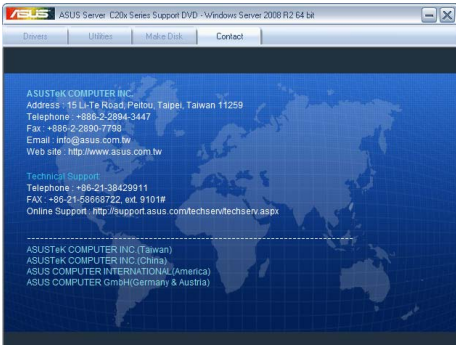 ASUS ASUS Server C20x Series Support DVD - Windows Server 2008 R2 64 bit
Drivers Utilities Make Disk Contact
ASUSTeK COMPUTER INC.
Address : 15 Li-Te Road, Peitou, Taipei, Taiwan 11259
Telephone : +886-2-2894-3447
Fax : +886-2-2890-7798
Email : info@asus.com.tw
Web site : http://www.asus.com.tw
Technical Support
Telephone : +86-21-38429911
FAX : +86-21-58668722, ext. 9101#
Online Support : http://support.asus.com/techserv/techserv.aspx
ASUSTeK COMPUTER INC.(Taiwan)
ASUSTeK COMPUTER INC.(China)
ASUS COMPUTER INTERNATIONAL(America)
ASUS COMPUTER GmbH(Germany & Austria)